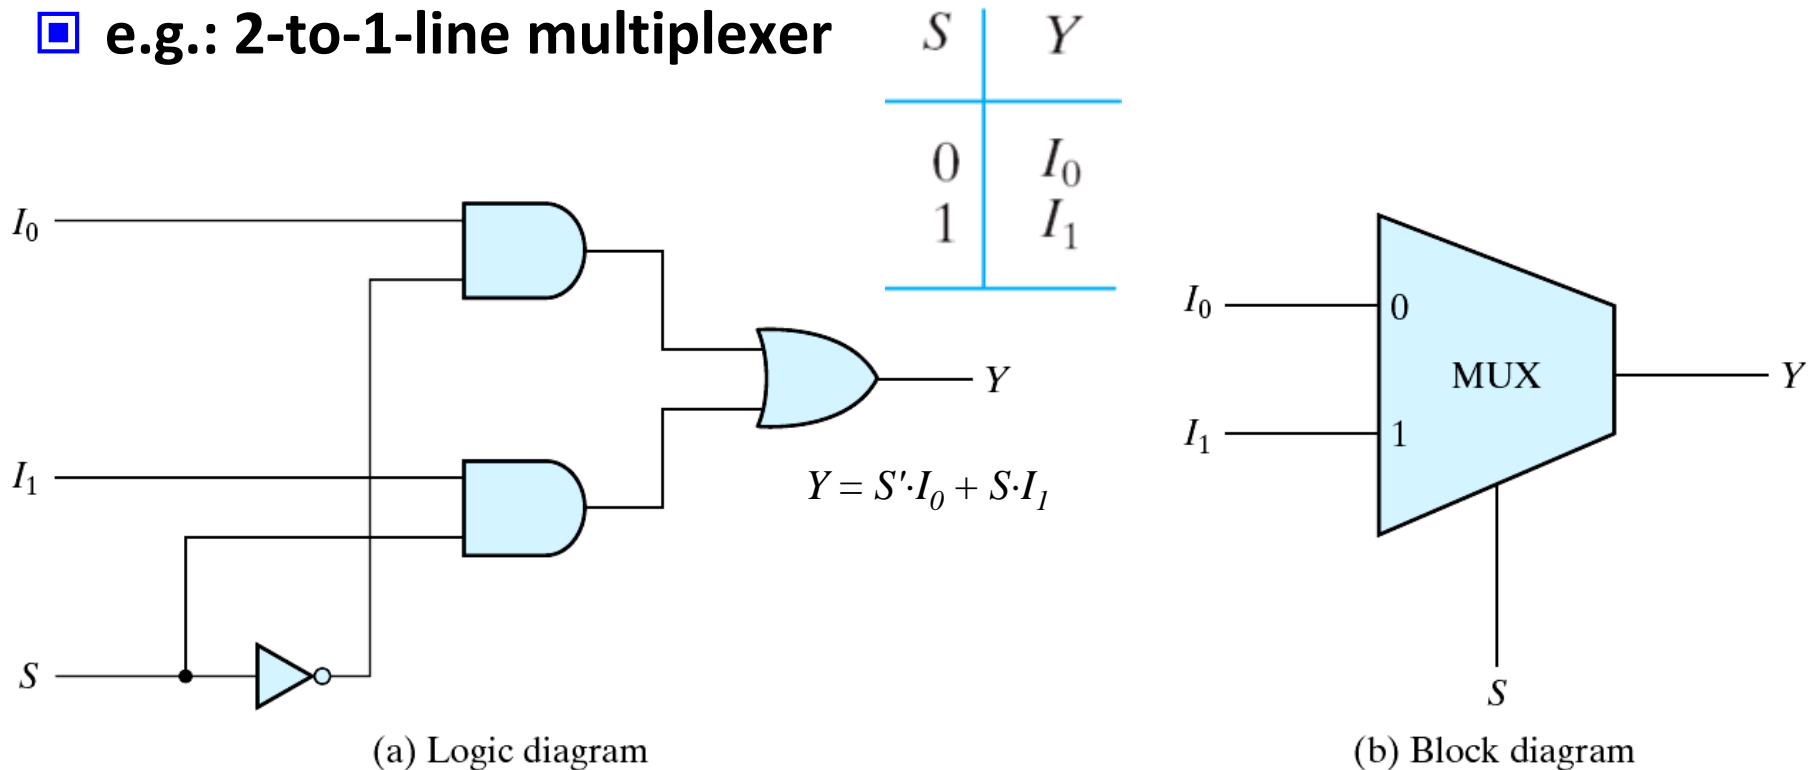 e.g.: 2-to-1-line multiplexer
S Y
0 I₀
1 I₁
I₀
I₁
S
Y
Y = S'·I₀ + S·I₁
(a) Logic diagram
I₀
0
I₁
1
MUX
Y
S
(b) Block diagram